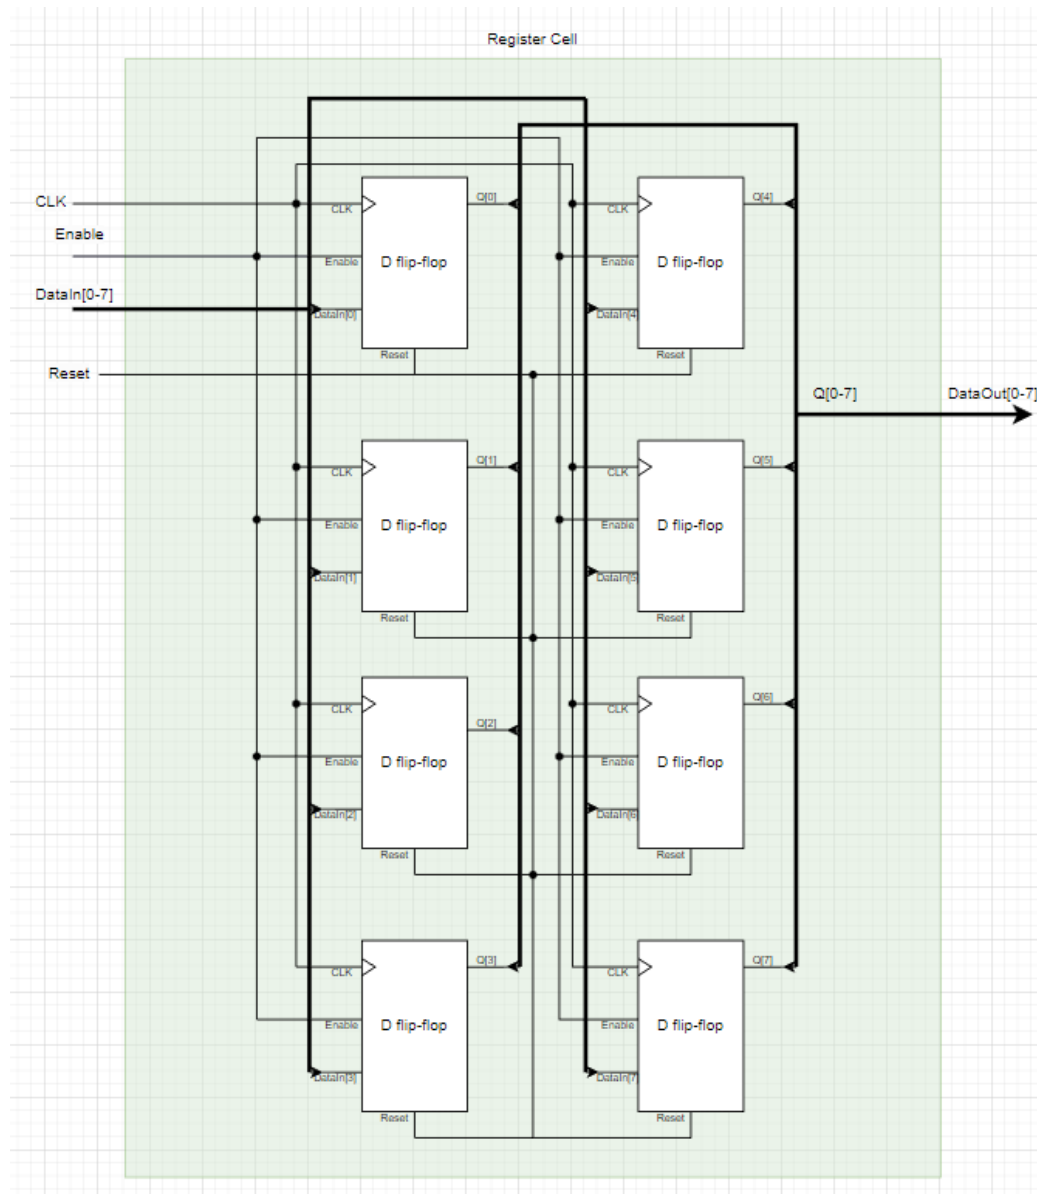 Register Cell
CLK
Enable
DataIn[0-7]
Reset
CLK
Enable
DataIn[0]
D flip-flop
Q[0]
Reset
CLK
Enable
DataIn[4]
D flip-flop
Q[4]
Reset
Q[0-7]
DataOut[0-7]
CLK
Enable
DataIn[1]
D flip-flop
Q[1]
Reset
CLK
Enable
DataIn[5]
D flip-flop
Q[5]
Reset
CLK
Enable
DataIn[2]
D flip-flop
Q[2]
Reset
CLK
Enable
DataIn[6]
D flip-flop
Q[6]
Reset
CLK
Enable
DataIn[3]
D flip-flop
Q[3]
Reset
CLK
Enable
DataIn[7]
D flip-flop
Q[7]
Reset